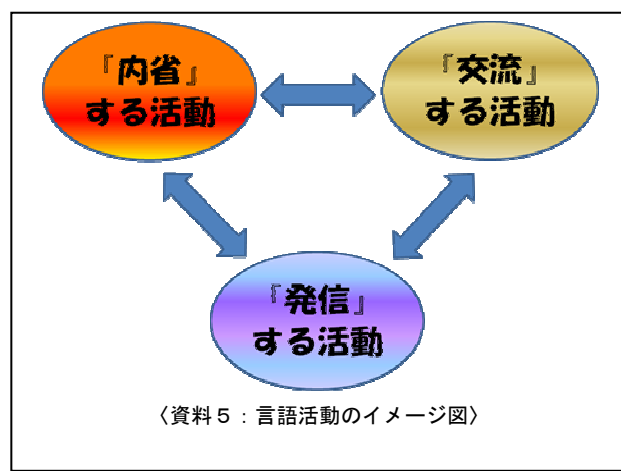 『内省』
する活動
『交流』
する活動
『発信』
する活動
〈資料５：言語活動のイメージ図〉